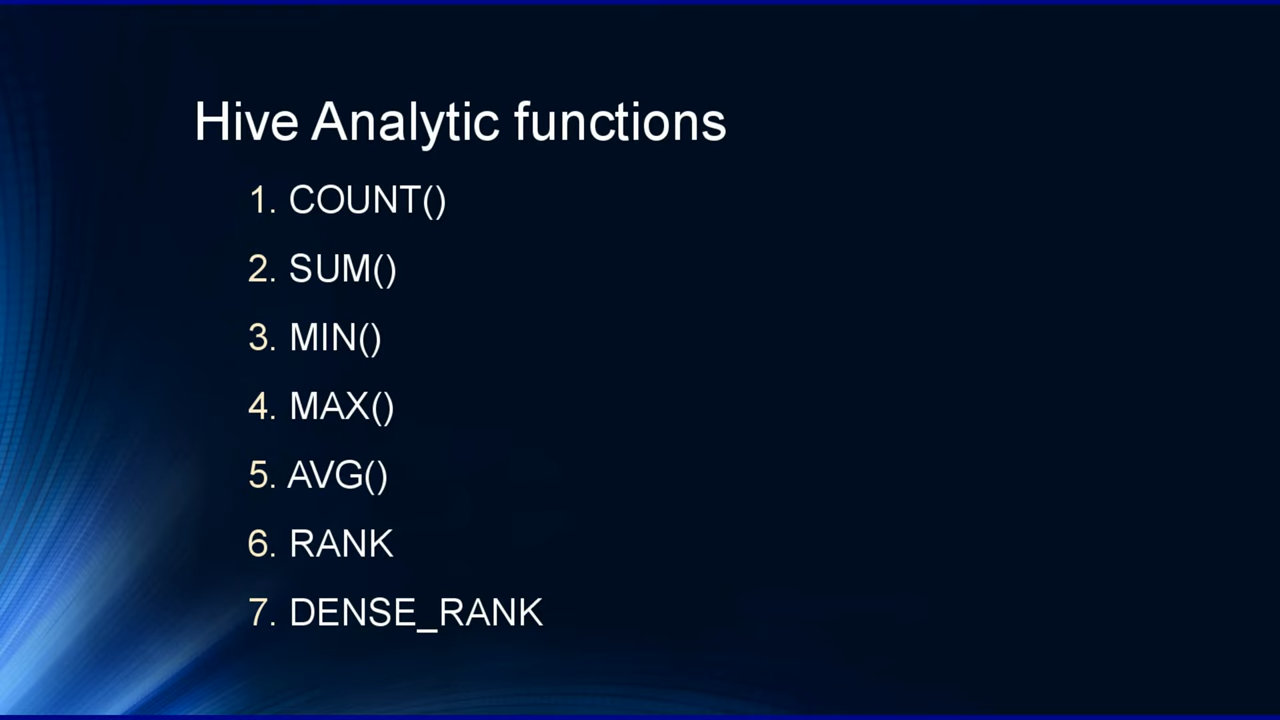 Hive Analytic functions
1. COUNT()
2. SUM()
3. MIN()
4. MAX()
5. AVG()
6. RANK
7. DENSE_RANK